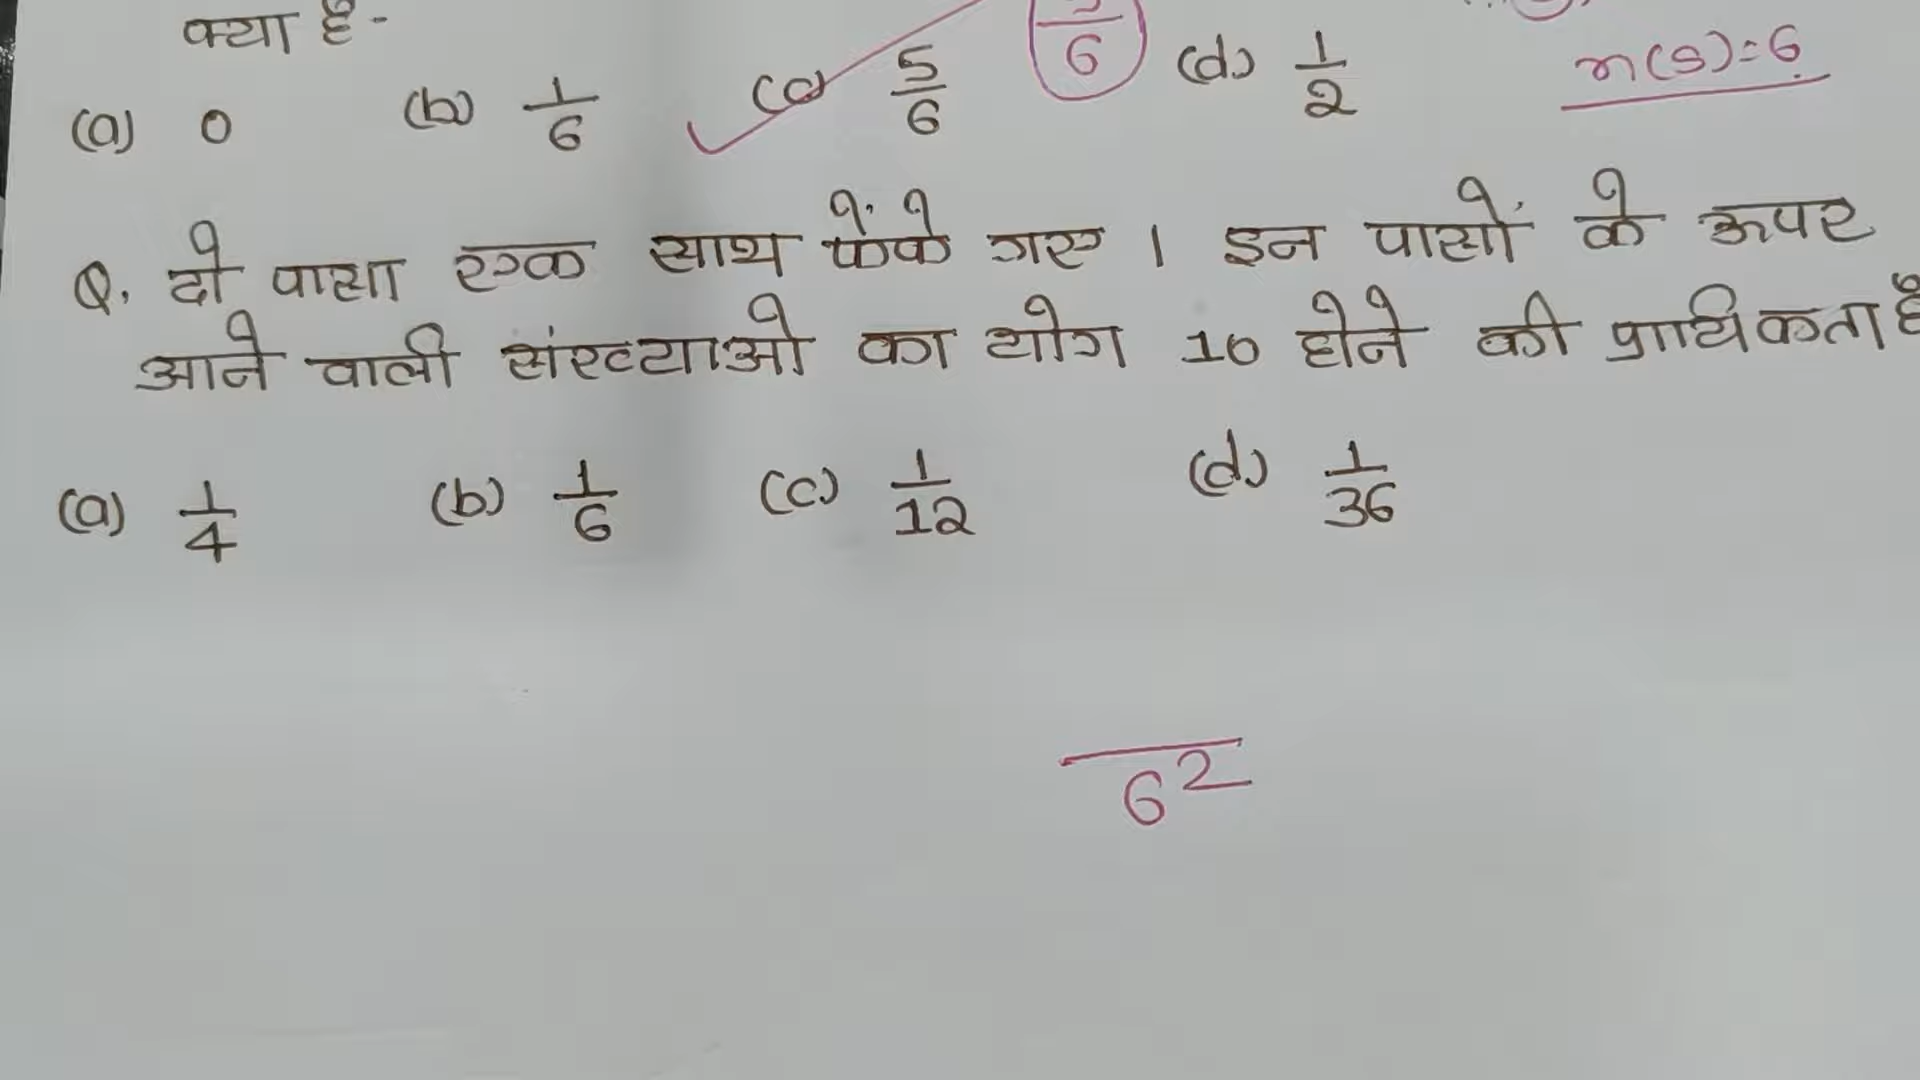 क्या है-
(a) 0 (b) 1/6 (c) 5/6 6 (d) 1/2 n(s)=6
Q. दो पासा एक साथ फेंके गए । इन पासों के ऊपर
आने वाली संख्याओ का योग 10 होने की प्रायिकता है
(a) 1/4 (b) 1/6 (c) 1/12 (d) 1/36
6²